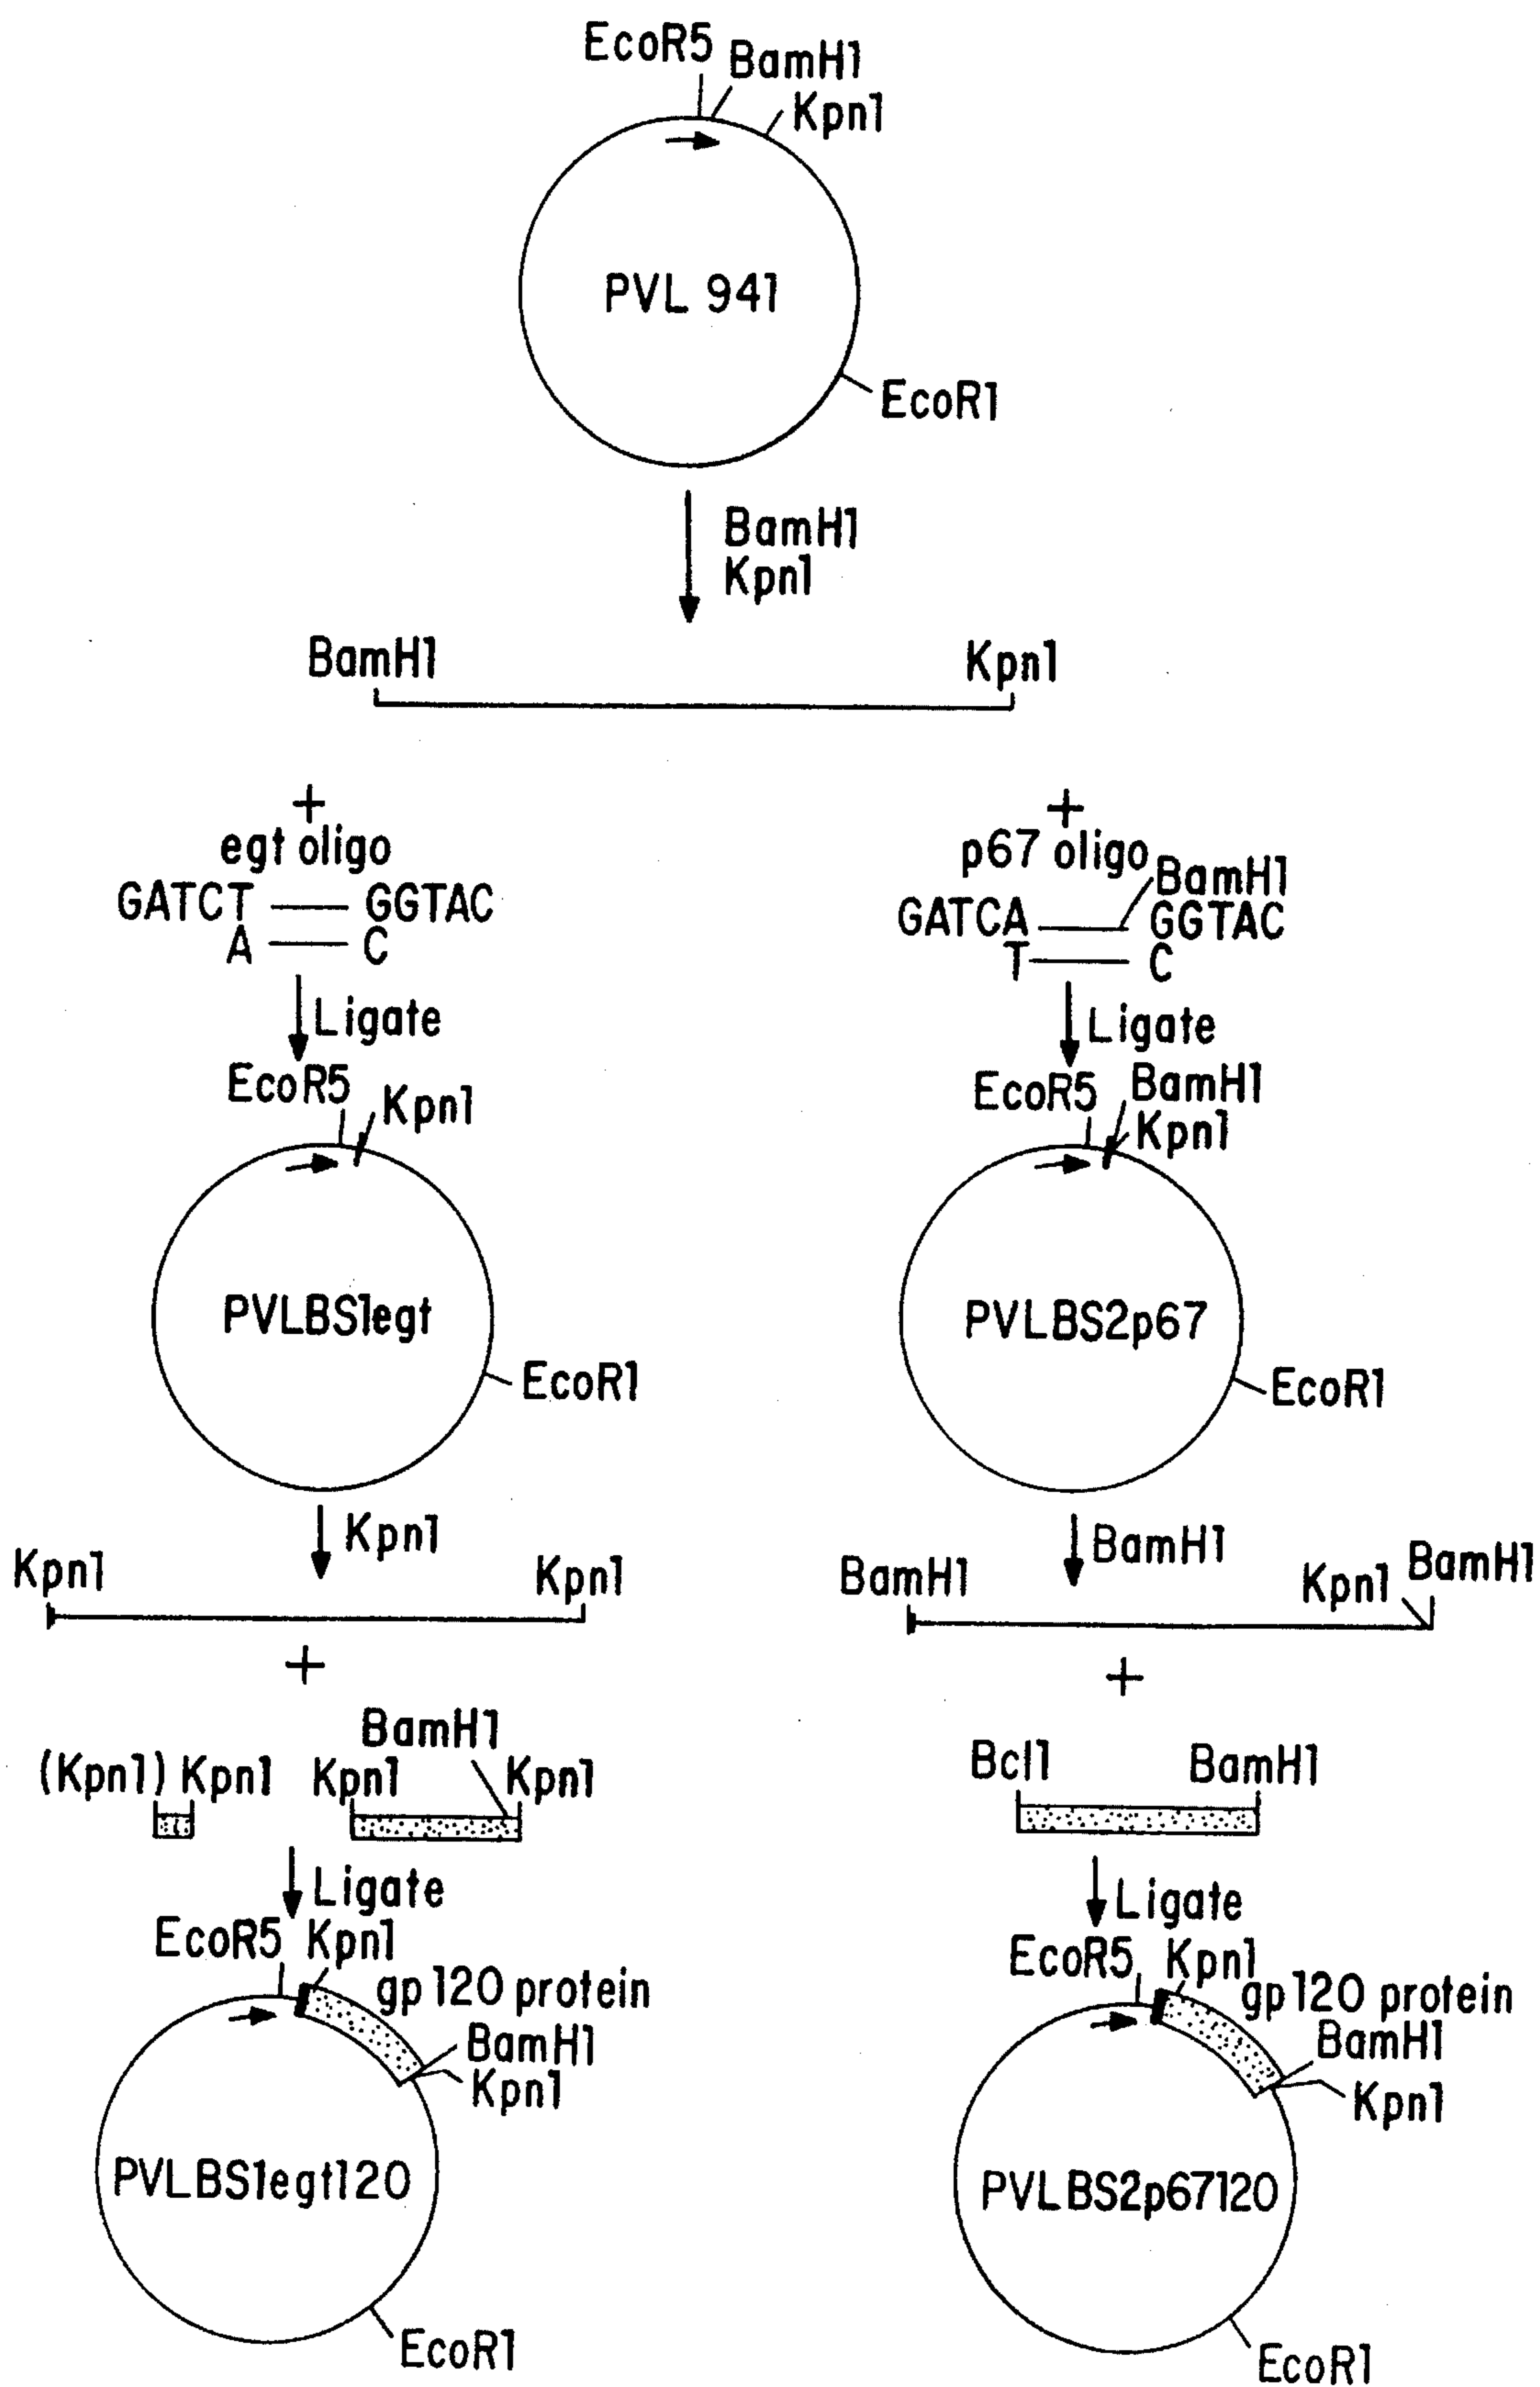 EcoR5
BamH1
Kpn1
PVL 941
EcoR1
BamH1
Kpn1
BamH1
Kpn1
+
egt oligo
GATCT GGTAC
A C
Ligate
EcoR5
Kpn1
PVLBS1egt
EcoR1
Kpn1
Kpn1
Kpn1
+
BamH1
(Kpn1) Kpn1 Kpn1 Kpn1
Ligate
EcoR5 Kpn1
gp 120 protein
BamH1
Kpn1
PVLBS1egt120
EcoR1
+
p67 oligo
BamH1
GATCA GGTAC
T C
Ligate
EcoR5 BamH1
Kpn1
PVLBS2p67
EcoR1
BamH1
BamH1
Kpn1 BamH1
+
Bcl1 BamH1
Ligate
EcoR5 Kpn1
gp120 protein
BamH1
Kpn1
PVLBS2p67120
EcoR1